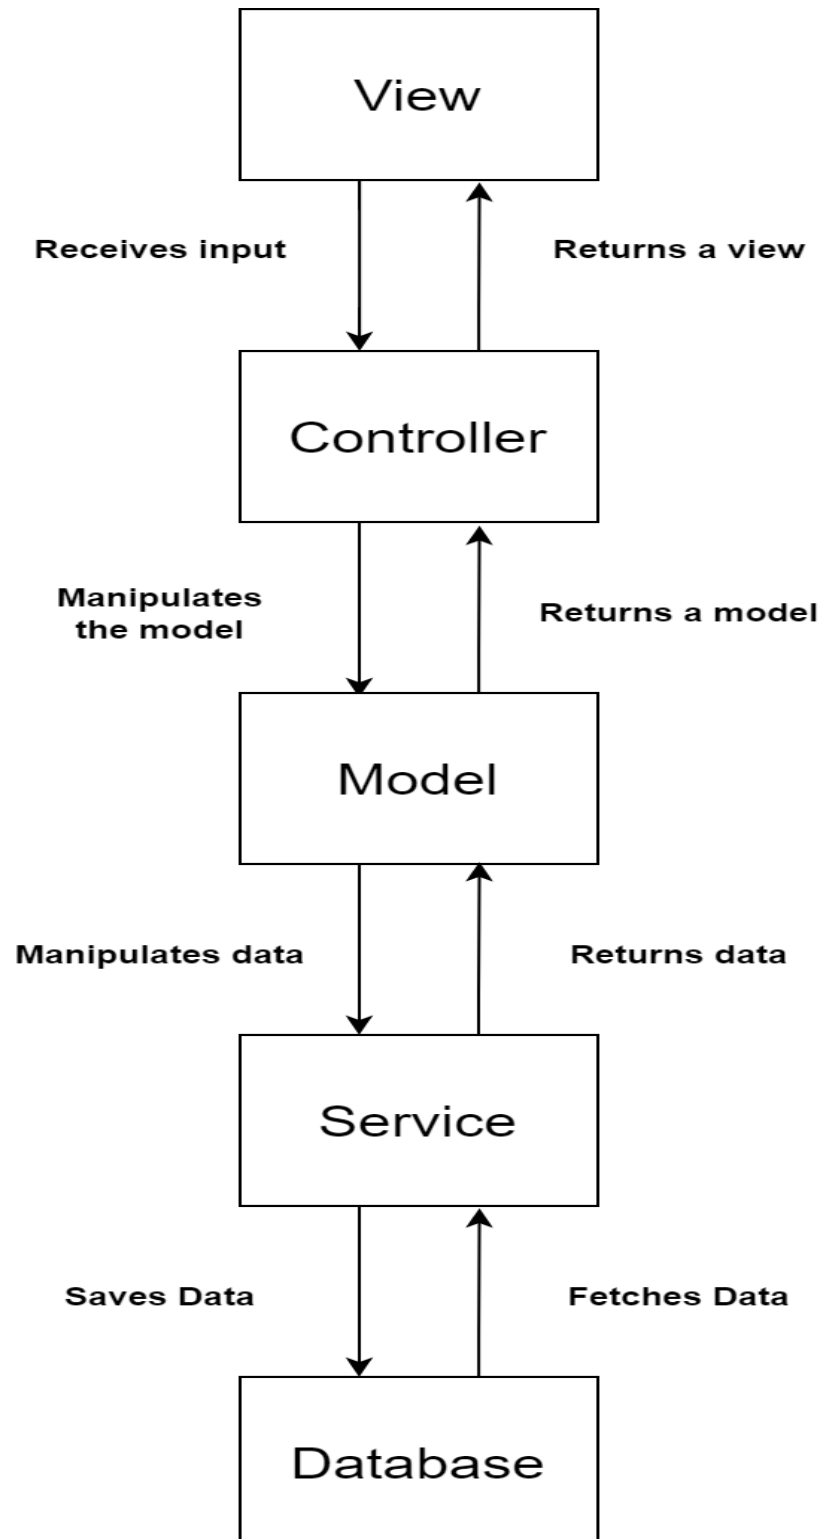 View
Receives input
Returns a view
Controller
Manipulates
the model
Returns a model
Model
Manipulates data
Returns data
Service
Saves Data
Fetches Data
Database